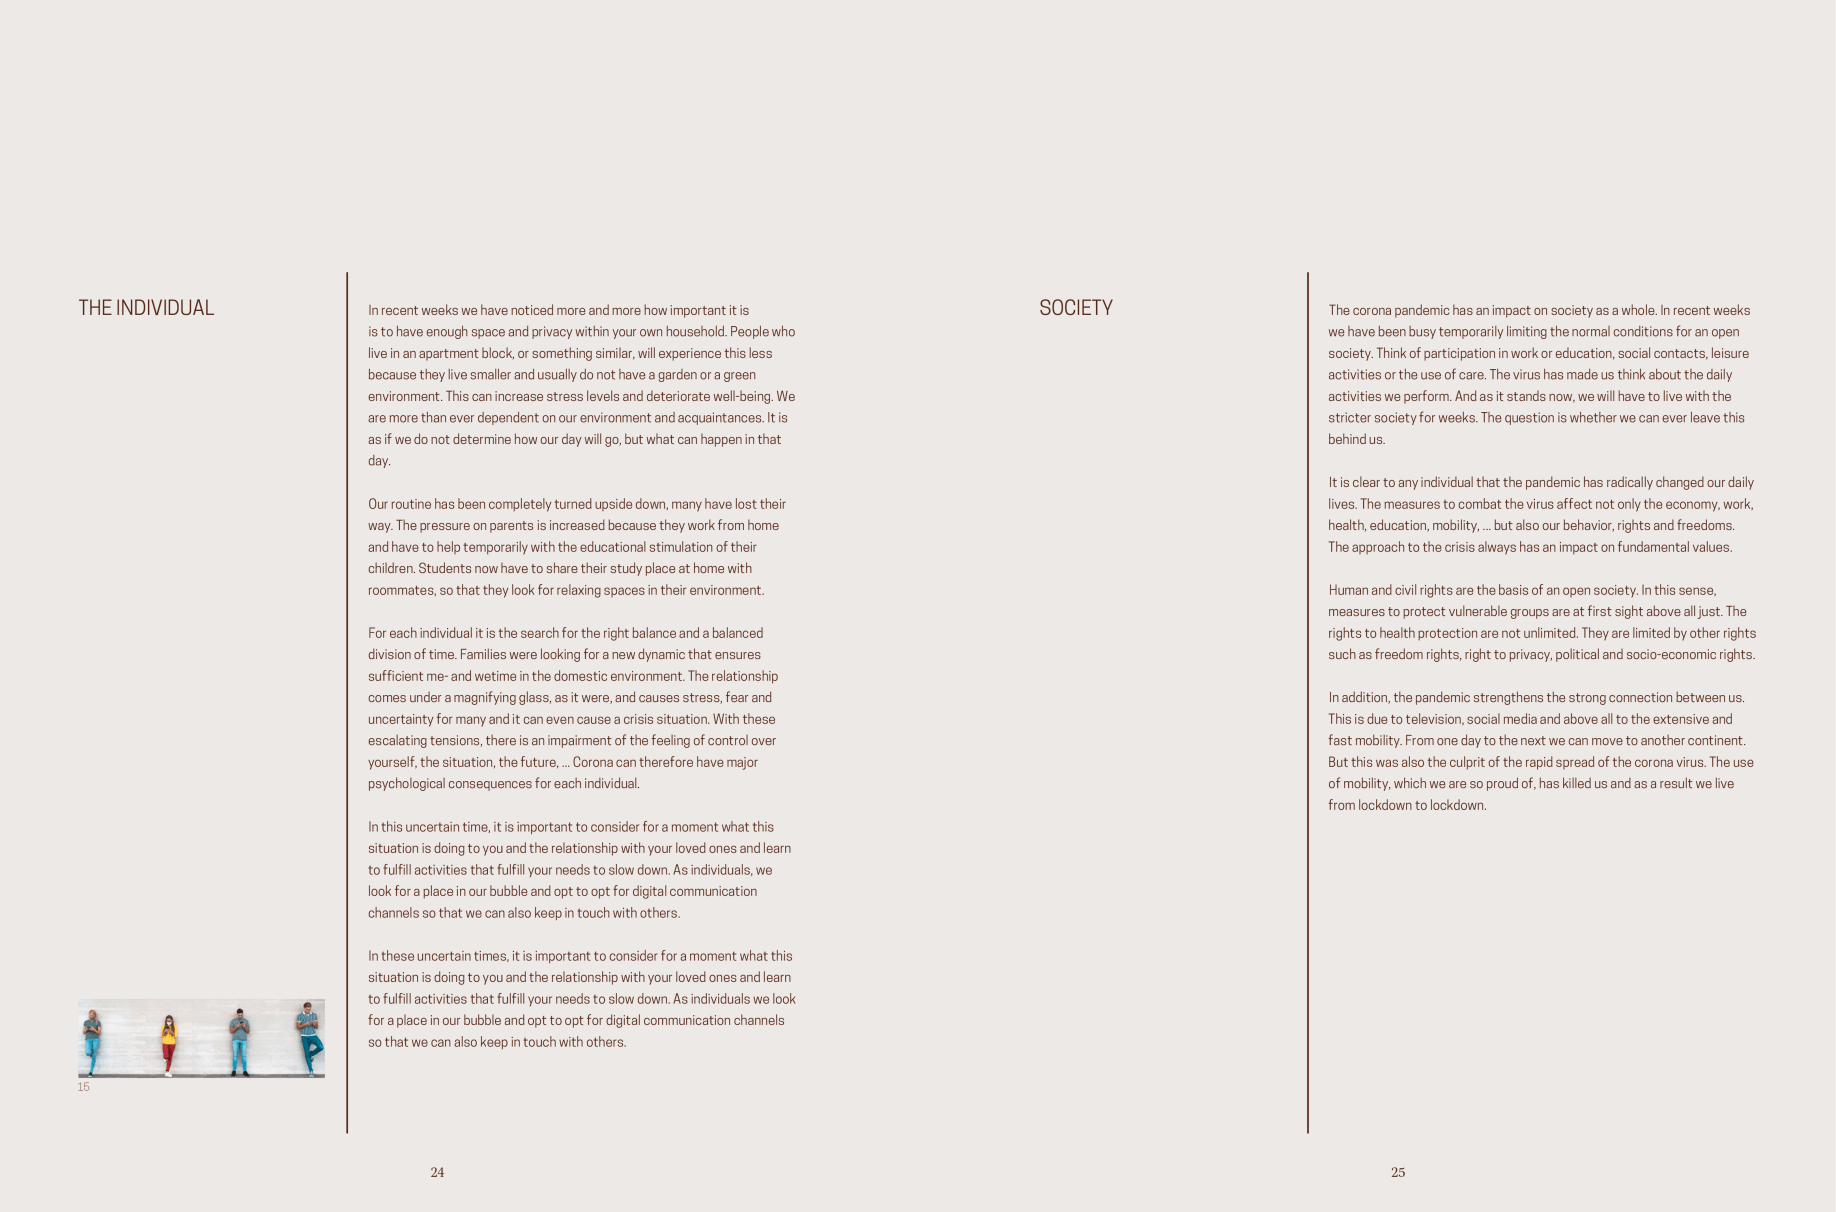 THE INDIVIDUAL
In recent weeks we have noticed more and more how important it is
is to have enough space and privacy within your own household. People who
live in an apartment block, or something similar, will experience this less
because they live smaller and usually do not have a garden or a green
environment. This can increase stress levels and deteriorate well-being. We
are more than ever dependent on our environment and acquaintances. It is
as if we do not determine how our day will go, but what can happen in that
day.
Our routine has been completely turned upside down, many have lost their
way. The pressure on parents is increased because they work from home
and have to help temporarily with the educational stimulation of their
children. Students now have to share their study place at home with
roommates, so that they look for relaxing spaces in their environment.
For each individual it is the search for the right balance and a balanced
division of time. Families were looking for a new dynamic that ensures
sufficient me- and wetime in the domestic environment. The relationship
comes under a magnifying glass, as it were, and causes stress, fear and
uncertainty for many and it can even cause a crisis situation. With these
escalating tensions, there is an impairment of the feeling of control over
yourself, the situation, the future, ... Corona can therefore have major
psychological consequences for each individual.
In this uncertain time, it is important to consider for a moment what this
situation is doing to you and the relationship with your loved ones and learn
to fulfill activities that fulfill your needs to slow down. As individuals, we
look for a place in our bubble and opt to opt for digital communication
channels so that we can also keep in touch with others.
In these uncertain times, it is important to consider for a moment what this
situation is doing to you and the relationship with your loved ones and learn
to fulfill activities that fulfill your needs to slow down. As individuals we look
for a place in our bubble and opt to opt for digital communication channels
so that we can also keep in touch with others.
15
24
SOCIETY
The corona pandemic has an impact on society as a whole. In recent weeks
we have been busy temporarily limiting the normal conditions for an open
society. Think of participation in work or education, social contacts, leisure
activities or the use of care. The virus has made us think about the daily
activities we perform. And as it stands now, we will have to live with the
stricter society for weeks. The question is whether we can ever leave this
behind us.
It is clear to any individual that the pandemic has radically changed our daily
lives. The measures to combat the virus affect not only the economy, work,
health, education, mobility, ... but also our behavior, rights and freedoms.
The approach to the crisis always has an impact on fundamental values.
Human and civil rights are the basis of an open society. In this sense,
measures to protect vulnerable groups are at first sight above all just. The
rights to health protection are not unlimited. They are limited by other rights
such as freedom rights, right to privacy, political and socio-economic rights.
In addition, the pandemic strengthens the strong connection between us.
This is due to television, social media and above all to the extensive and
fast mobility. From one day to the next we can move to another continent.
But this was also the culprit of the rapid spread of the corona virus. The use
of mobility, which we are so proud of, has killed us and as a result we live
from lockdown to lockdown.
25